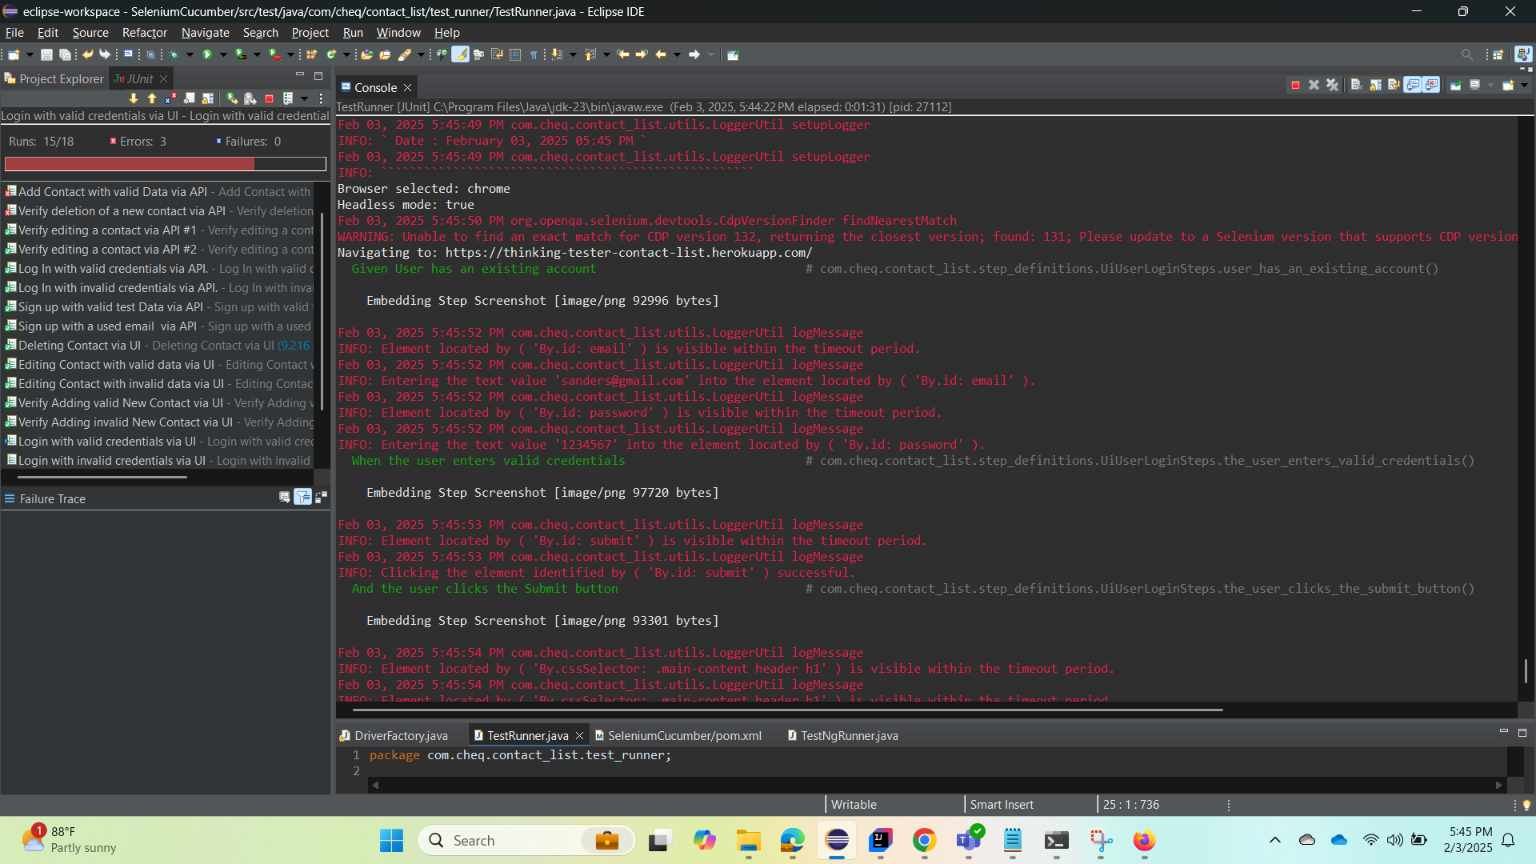 eclipse-workspace - SeleniumCucumber/src/test/java/com/cheq/contact_list/test_runner/TestRunner.java - Eclipse IDE
File Edit Source Refactor Navigate Search Project Run Window Help
Project Explorer JUnit
Console
TestRunner [JUnit] C:\Program Files\Java\jdk-23\bin\javaw.exe (Feb 3, 2025, 5:44:22 PM elapsed: 0:01:31) [pid: 27112]
Login with valid credentials via UI - Login with valid credential
Runs: 15/18 Errors: 3 Failures: 0
Add Contact with valid Data via API - Add Contact with
Verify deletion of a new contact via API - Verify deletion
Verify editing a contact via API #1 - Verify editing a cont
Verify editing a contact via API #2 - Verify editing a cont
Log In with valid credentials via API. - Log In with valid c
Log In with invalid credentials via API. - Log In with inva
Sign up with valid test Data via API - Sign up with valid
Sign up with a used email  via API - Sign up with a used
Deleting Contact via UI - Deleting Contact via UI (9.216
Editing Contact with valid data via UI - Editing Contact v
Editing Contact with invalid data via UI - Editing Contac
Verify Adding valid New Contact via UI - Verify Adding v
Verify Adding invalid New Contact via UI - Verify Adding
Login with valid credentials via UI - Login with valid cre
Login with invalid credentials via UI - Login with invalid
Failure Trace
Feb 03, 2025 5:45:49 PM com.cheq.contact_list.utils.LoggerUtil setupLogger
INFO: ` Date : February 03, 2025 05:45 PM `
Feb 03, 2025 5:45:49 PM com.cheq.contact_list.utils.LoggerUtil setupLogger
INFO: ````````````````````````````````````````````````````
Browser selected: chrome
Headless mode: true
Feb 03, 2025 5:45:50 PM org.openqa.selenium.devtools.CdpVersionFinder findNearestMatch
WARNING: Unable to find an exact match for CDP version 132, returning the closest version; found: 131; Please update to a Selenium version that supports CDP version
Navigating to: https://thinking-tester-contact-list.herokuapp.com/
Given User has an existing account # com.cheq.contact_list.step_definitions.UiUserLoginSteps.user_has_an_existing_account()
Embedding Step Screenshot [image/png 92996 bytes]
Feb 03, 2025 5:45:52 PM com.cheq.contact_list.utils.LoggerUtil logMessage
INFO: Element located by ( 'By.id: email' ) is visible within the timeout period.
Feb 03, 2025 5:45:52 PM com.cheq.contact_list.utils.LoggerUtil logMessage
INFO: Entering the text value 'sanders@gmail.com' into the element located by ( 'By.id: email' ).
Feb 03, 2025 5:45:52 PM com.cheq.contact_list.utils.LoggerUtil logMessage
INFO: Element located by ( 'By.id: password' ) is visible within the timeout period.
Feb 03, 2025 5:45:52 PM com.cheq.contact_list.utils.LoggerUtil logMessage
INFO: Entering the text value '1234567' into the element located by ( 'By.id: password' ).
When the user enters valid credentials # com.cheq.contact_list.step_definitions.UiUserLoginSteps.the_user_enters_valid_credentials()
Embedding Step Screenshot [image/png 97720 bytes]
Feb 03, 2025 5:45:53 PM com.cheq.contact_list.utils.LoggerUtil logMessage
INFO: Element located by ( 'By.id: submit' ) is visible within the timeout period.
Feb 03, 2025 5:45:53 PM com.cheq.contact_list.utils.LoggerUtil logMessage
INFO: Clicking the element identified by ( 'By.id: submit' ) successful.
And the user clicks the Submit button # com.cheq.contact_list.step_definitions.UiUserLoginSteps.the_user_clicks_the_submit_button()
Embedding Step Screenshot [image/png 93301 bytes]
Feb 03, 2025 5:45:54 PM com.cheq.contact_list.utils.LoggerUtil logMessage
INFO: Element located by ( 'By.cssSelector: .main-content header h1' ) is visible within the timeout period.
Feb 03, 2025 5:45:54 PM com.cheq.contact_list.utils.LoggerUtil logMessage
INFO: Element located by ( 'By.cssSelector: .main-content header h1' ) is visible within the timeout period.
DriverFactory.java TestRunner.java SeleniumCucumber/pom.xml TestNgRunner.java
1 package com.cheq.contact_list.test_runner;
2
Writable Smart Insert 25 : 1 : 736
1 88°F
Partly sunny
Search
5:45 PM
2/3/2025